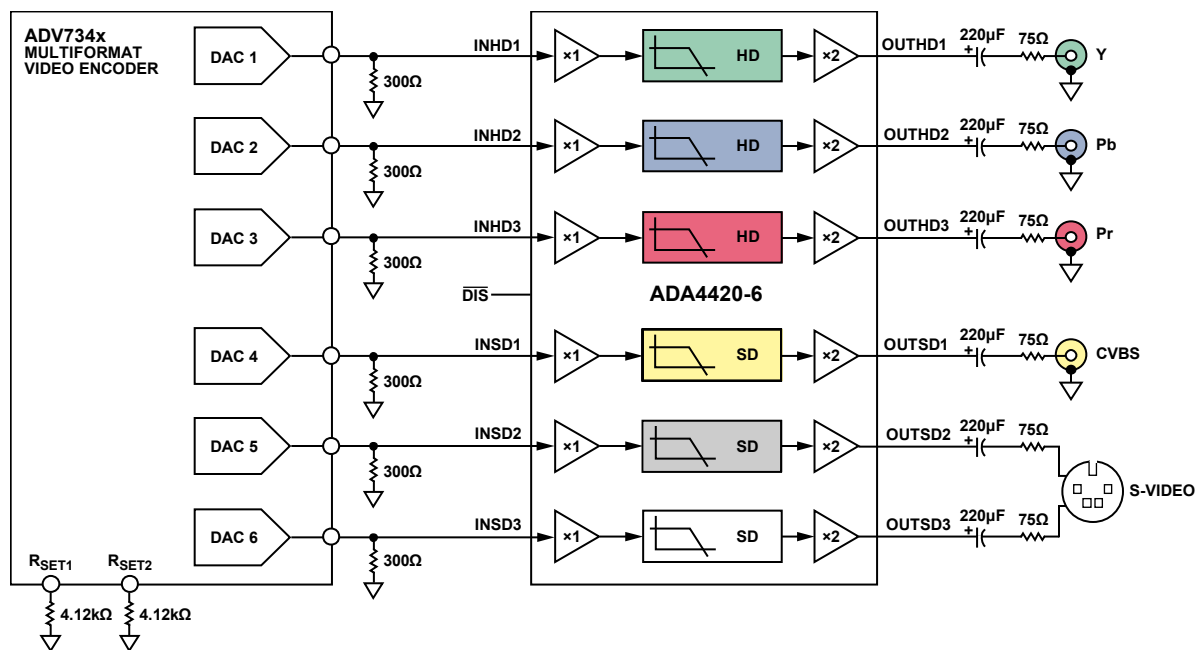 ADV734x
MULTIFORMAT
VIDEO ENCODER
DAC 1
300Ω
INHD1
×1
HD
×2
OUTHD1
220µF
+
75Ω
Y
DAC 2
300Ω
INHD2
×1
HD
×2
OUTHD2
220µF
+
75Ω
Pb
DAC 3
300Ω
INHD3
×1
HD
×2
OUTHD3
220µF
+
75Ω
Pr
DIS
ADA4420-6
DAC 4
300Ω
INSD1
×1
SD
×2
OUTSD1
220µF
+
75Ω
CVBS
DAC 5
300Ω
INSD2
×1
SD
×2
OUTSD2
220µF
+
75Ω
S-VIDEO
DAC 6
300Ω
INSD3
×1
SD
×2
OUTSD3
220µF
+
75Ω
RSET1
RSET2
4.12kΩ
4.12kΩ